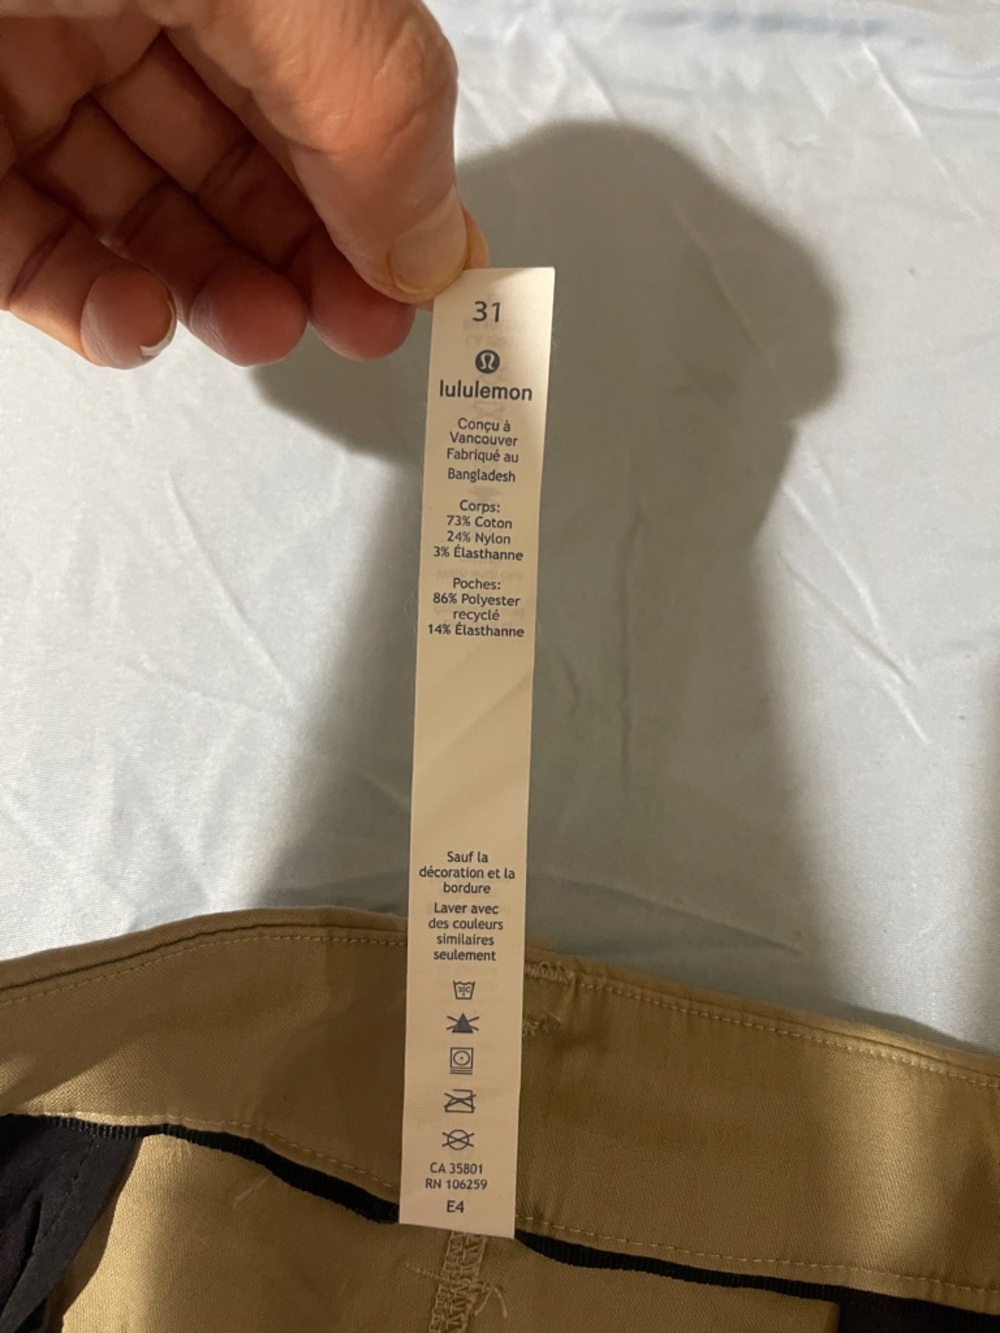 31
lululemon
Conçu à
Vancouver
Fabriqué au
Bangladesh
Corps:
73% Coton
24% Nylon
3% Élasthanne
Poches:
86% Polyester
recyclé
14% Élasthanne
Sauf la
décoration et la
bordure
Laver avec
des couleurs
similaires
seulement
30C
CA 35801
RN 106259
E4